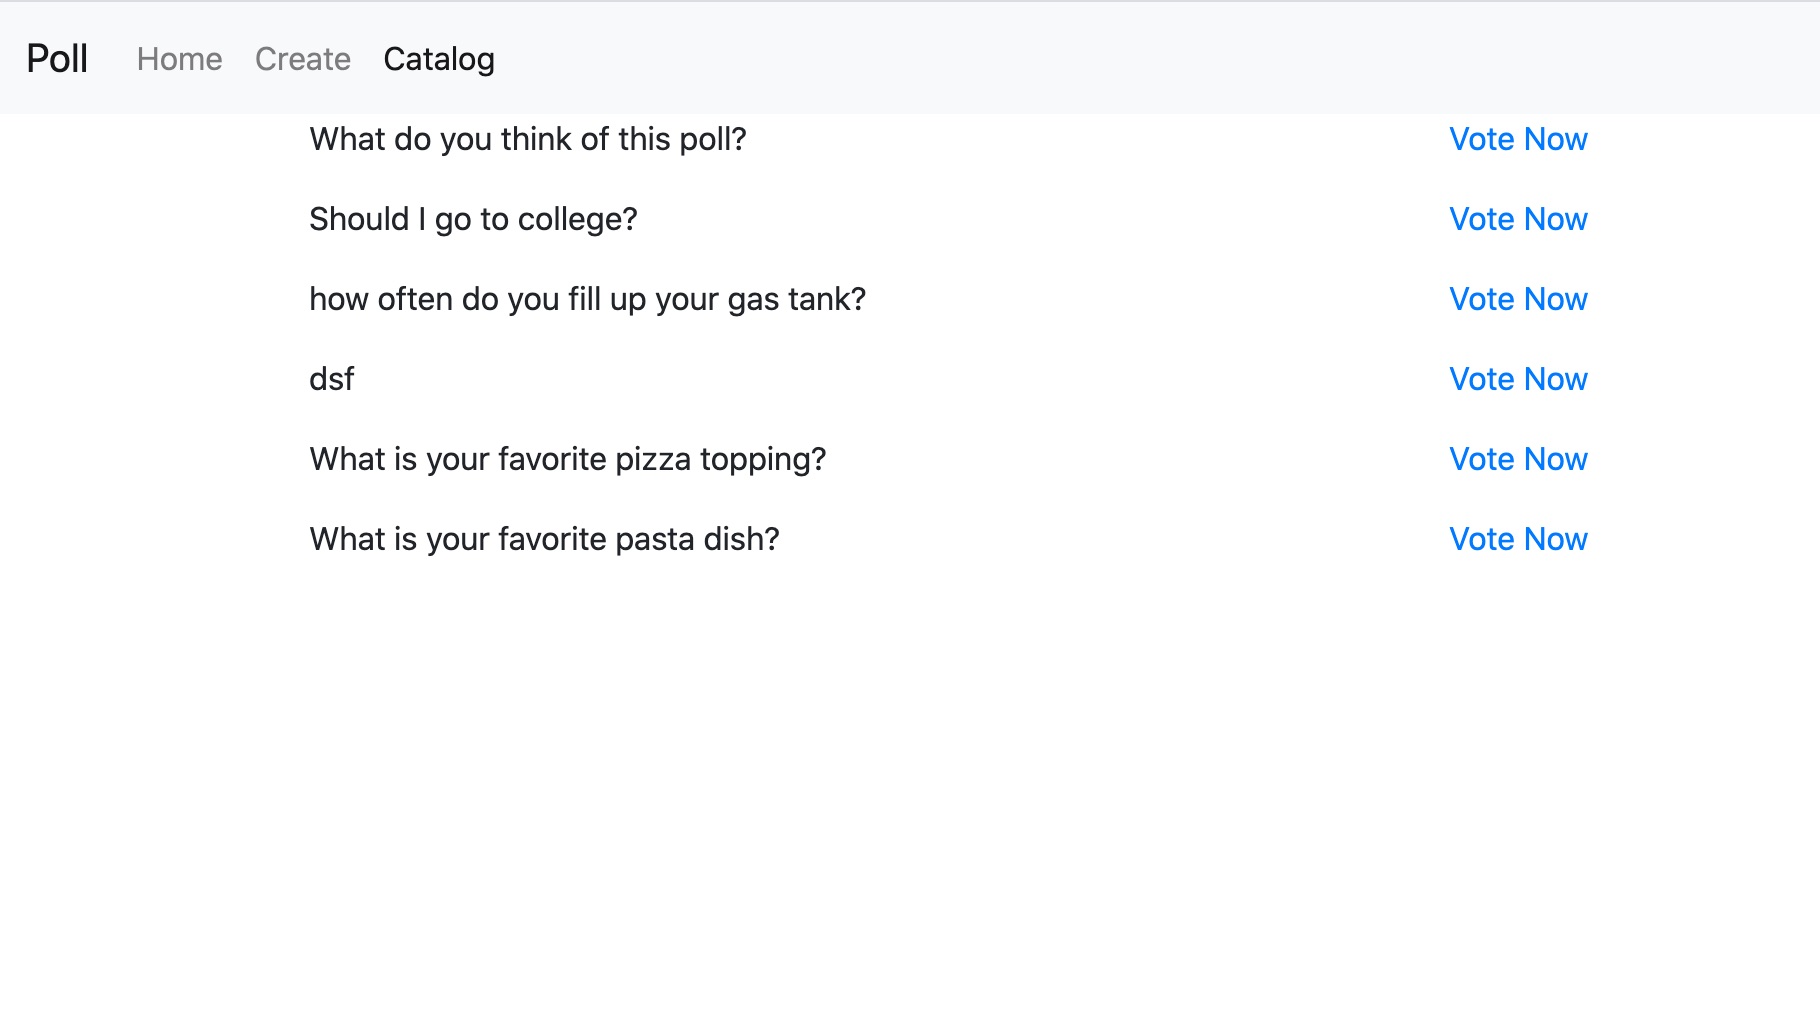 Poll Home Create Catalog
What do you think of this poll? Vote Now
Should I go to college? Vote Now
how often do you fill up your gas tank? Vote Now
dsf Vote Now
What is your favorite pizza topping? Vote Now
What is your favorite pasta dish? Vote Now